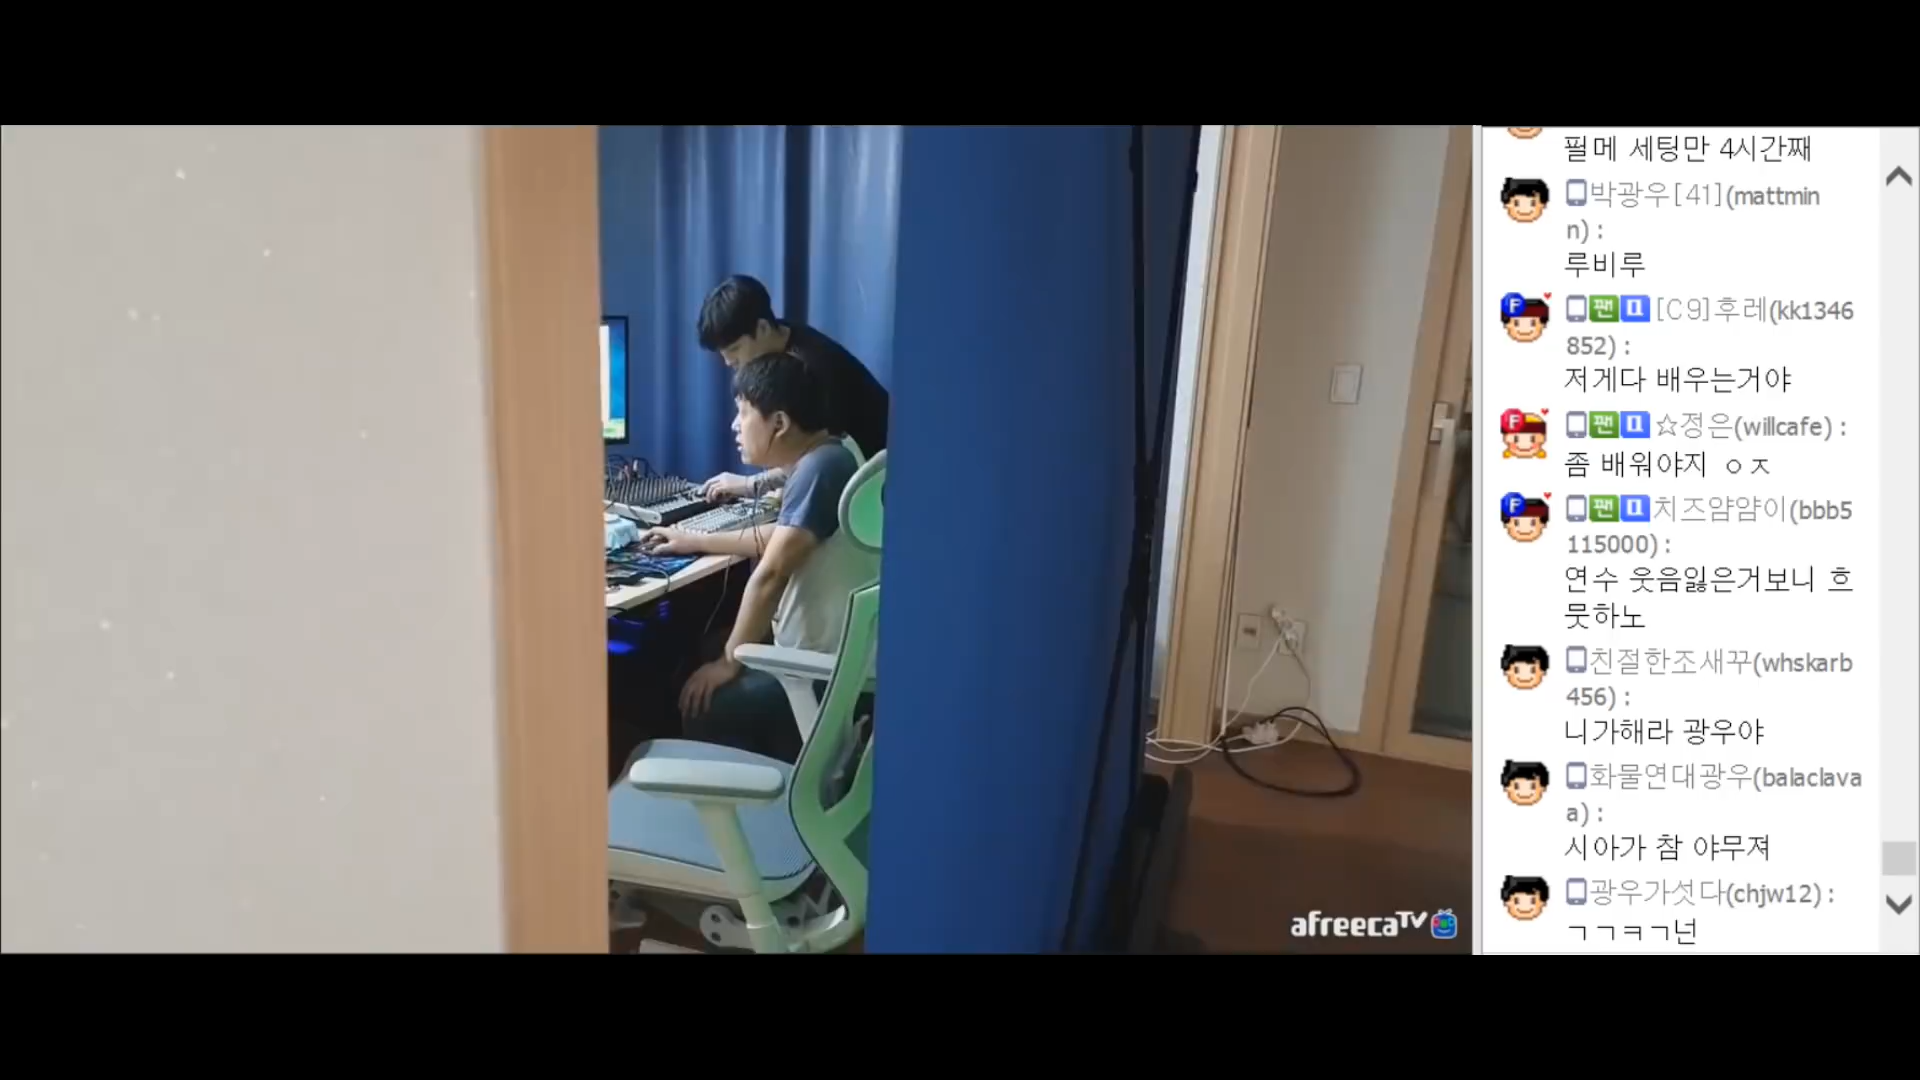 펄메 세팅만 4시간째
박광우[41](mattmin
n) :
루비루
팬 [C9]후레(kk1346
852) :
저게다 배우는거야
팬 ☆정은(willcafe) :
좀 배워야지 ㅇㅈ
팬 치즈얌얌이(bbb5
115000) :
연수 웃음잃은거보니 흐
뭇하노
친절한조새꾸(whskarb
456) :
니가해라 광우야
화물연대광우(balaclava
a) :
시아가 참 야무져
광우가섯다(chjw12) :
ㄱㄱㅋㄱ넌
afreecaTV